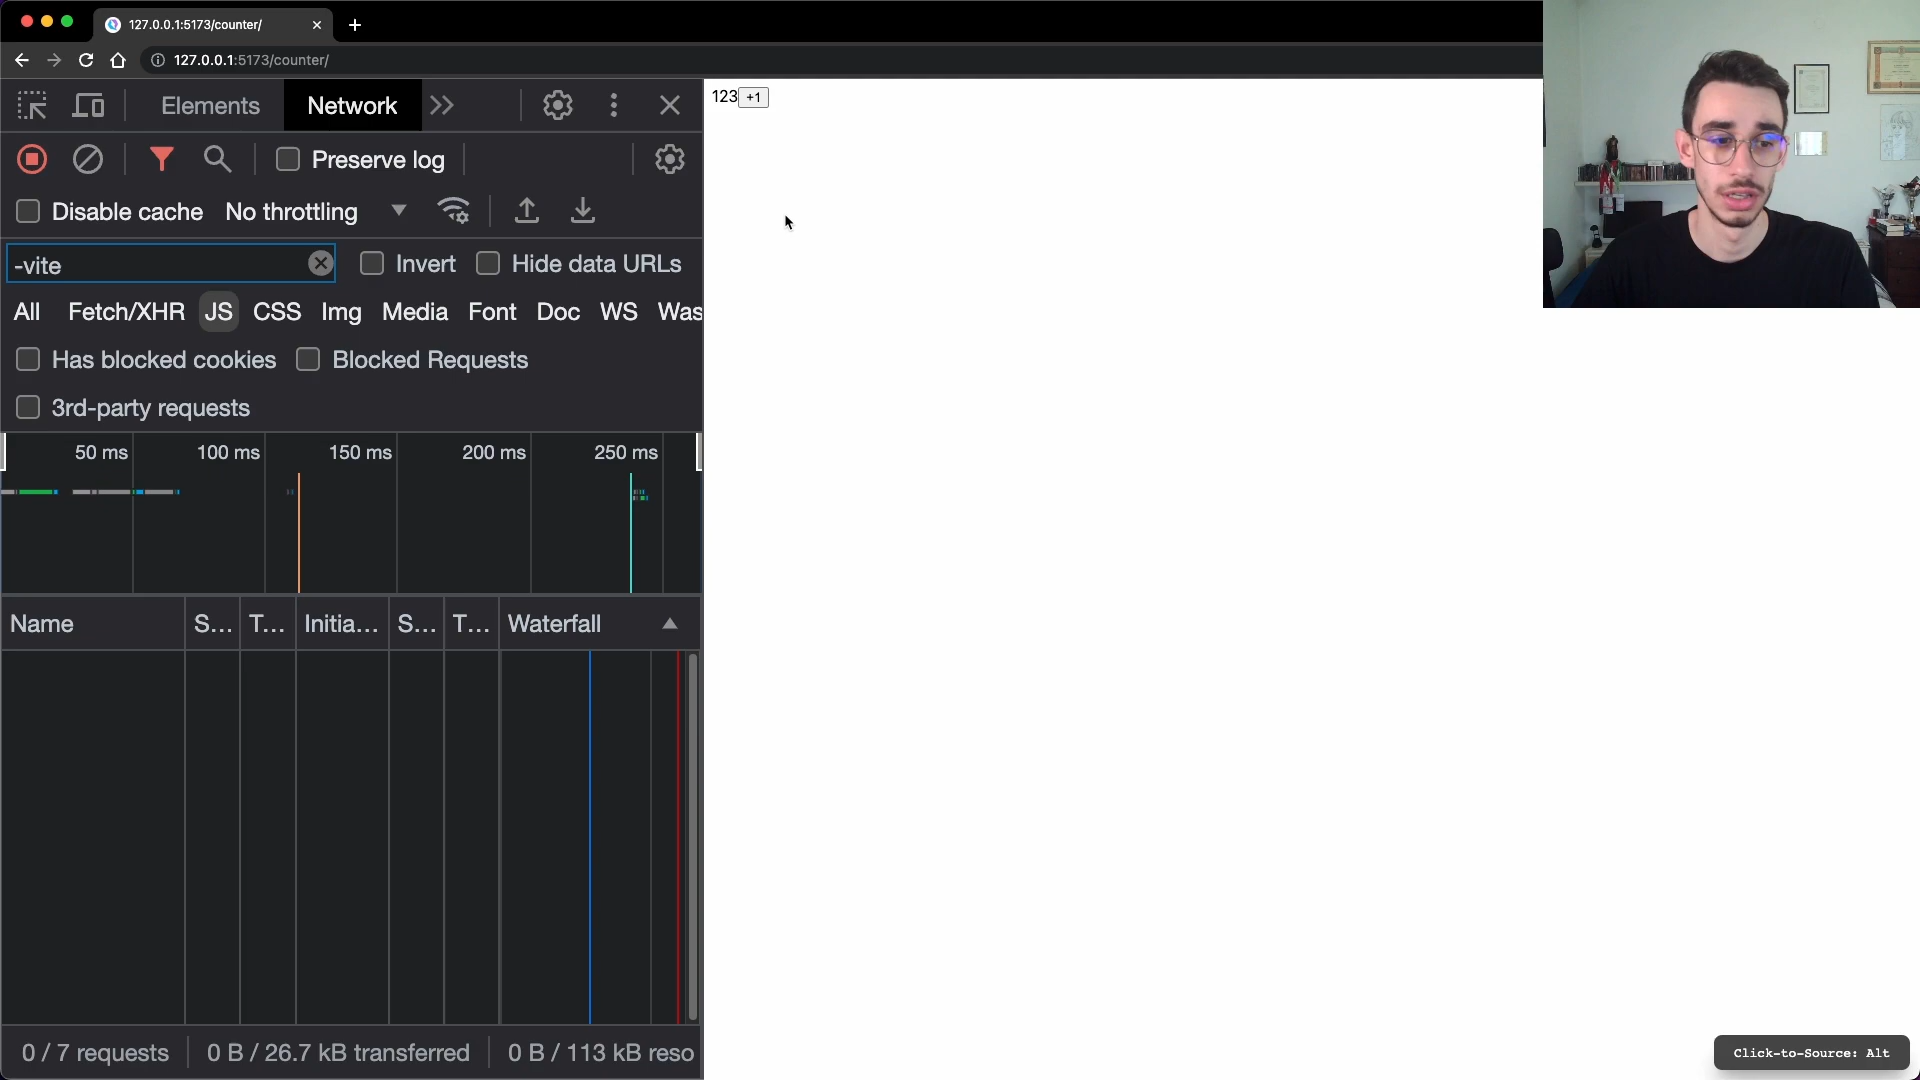 127.0.0.1:5173/counter/
127.0.0.1:5173/counter/
Elements Network
123 +1
Preserve log
Disable cache No throttling
-vite Invert Hide data URLs
All Fetch/XHR JS CSS Img Media Font Doc WS Was
Has blocked cookies Blocked Requests
3rd-party requests
50 ms 100 ms 150 ms 200 ms 250 ms
Name S... T... Initia... S... T... Waterfall
0 / 7 requests 0 B / 26.7 kB transferred 0 B / 113 kB reso
Click-to-Source: Alt